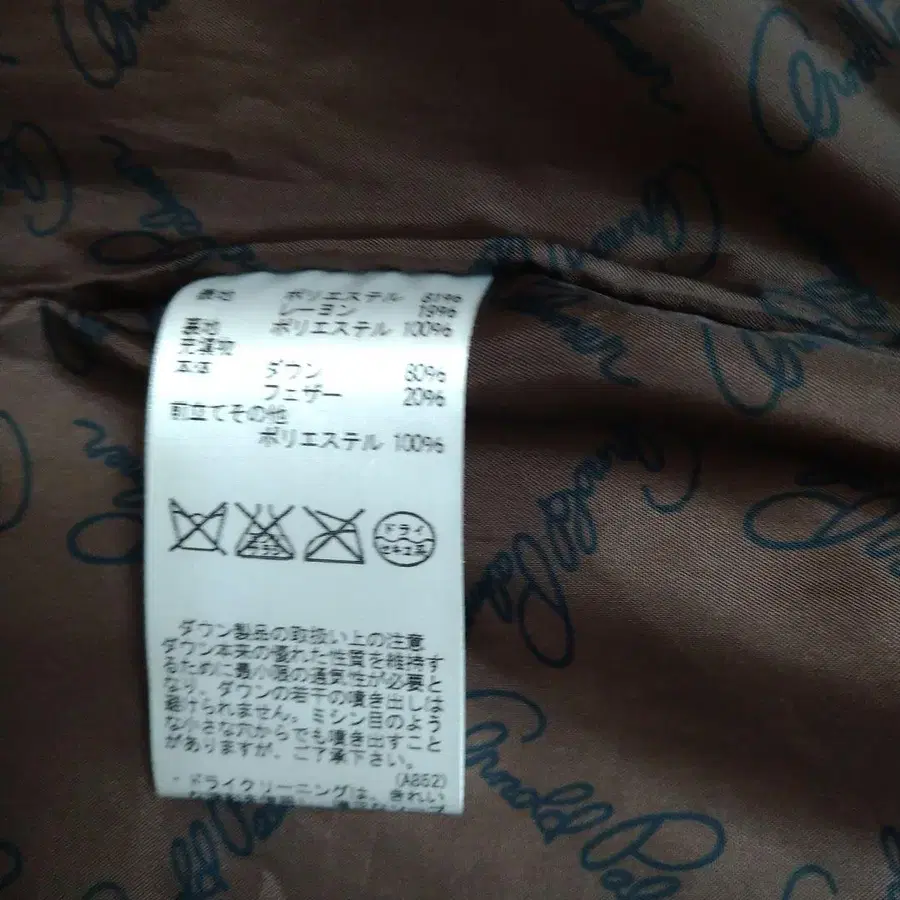 表地 ポリエステル 81%
レーヨン 19%
裏地 ポリエステル 100%
充填物
本体 ダウン 80%
フェザー 20%
前立てその他
ポリエステル 100%
エンソ サラシ
ドライ
セキユ系
ダウン製品の取扱い上の注意
ダウン本来の優れた性質を維持す
るために最小限の通気性が必要と
なり、ダウンの若干の噴き出しは
避けられません。ミシン目のよう
な小さな穴からでも噴き出すこと
がありますが、ご了承下さい。
(A852)
・ドライクリーニングは、きれい